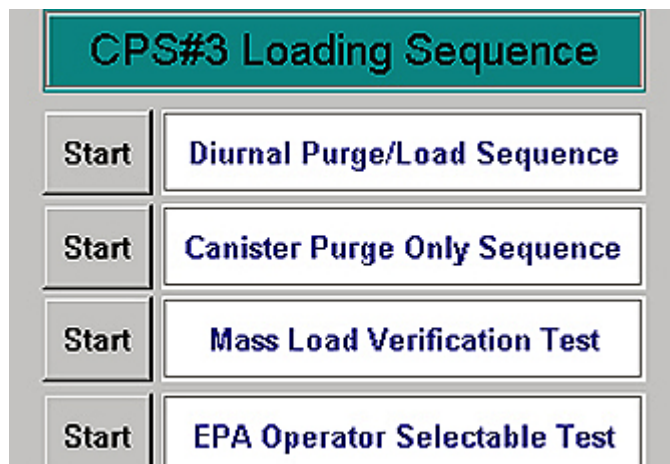 CPS#3 Loading Sequence
Start Diurnal Purge/Load Sequence
Start Canister Purge Only Sequence
Start Mass Load Verification Test
Start EPA Operator Selectable Test